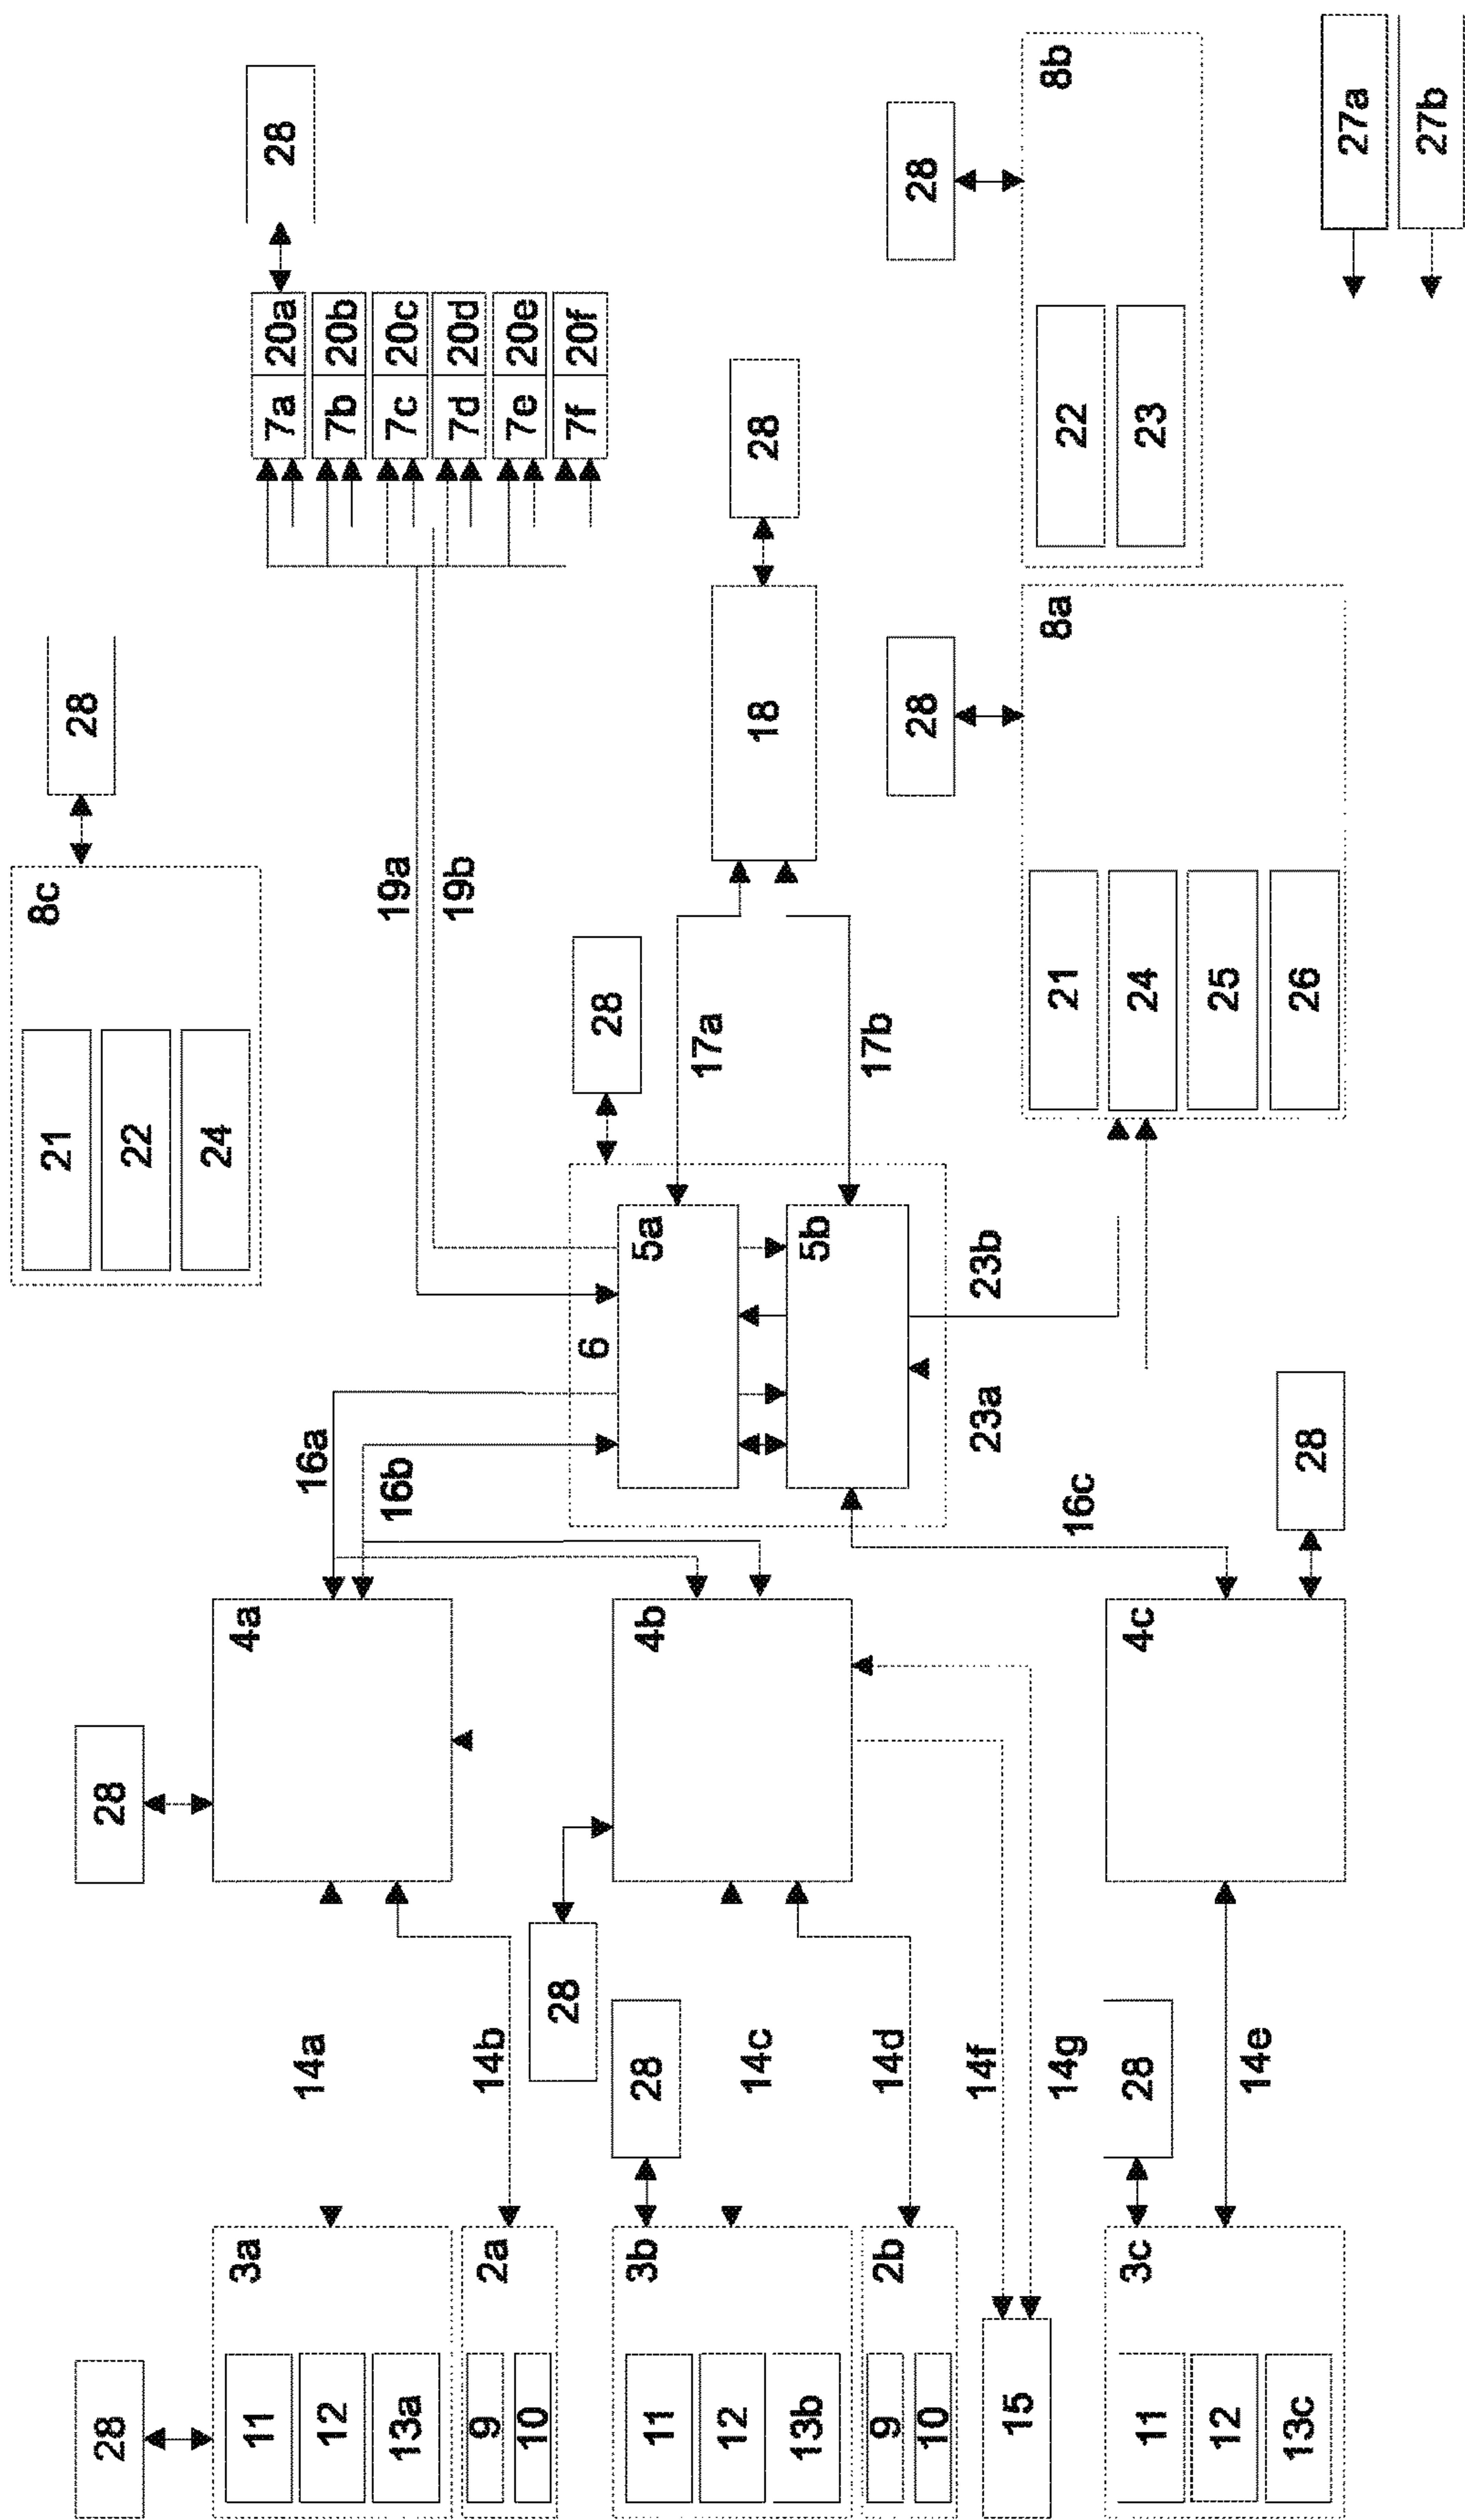 8c
21
28
28
28
22
24
3a
4a
11
28
7a 20a
14a
16a
12
7b 20b
13a
16b
19a
7c 20c
19b
7d 20d
2a
9
14b
7e 20e
10
28
6
7f 20f
28
3b
28
4b
5a
11
17a
12
14c
28
18
13b
5b
2b
9
14d
17b
10
28
28
14f
23a
23b
15
8a
8b
14g
21
22
16c
3c
28
4c
24
23
11
12
14e
25
13c
28
26
27a
27b